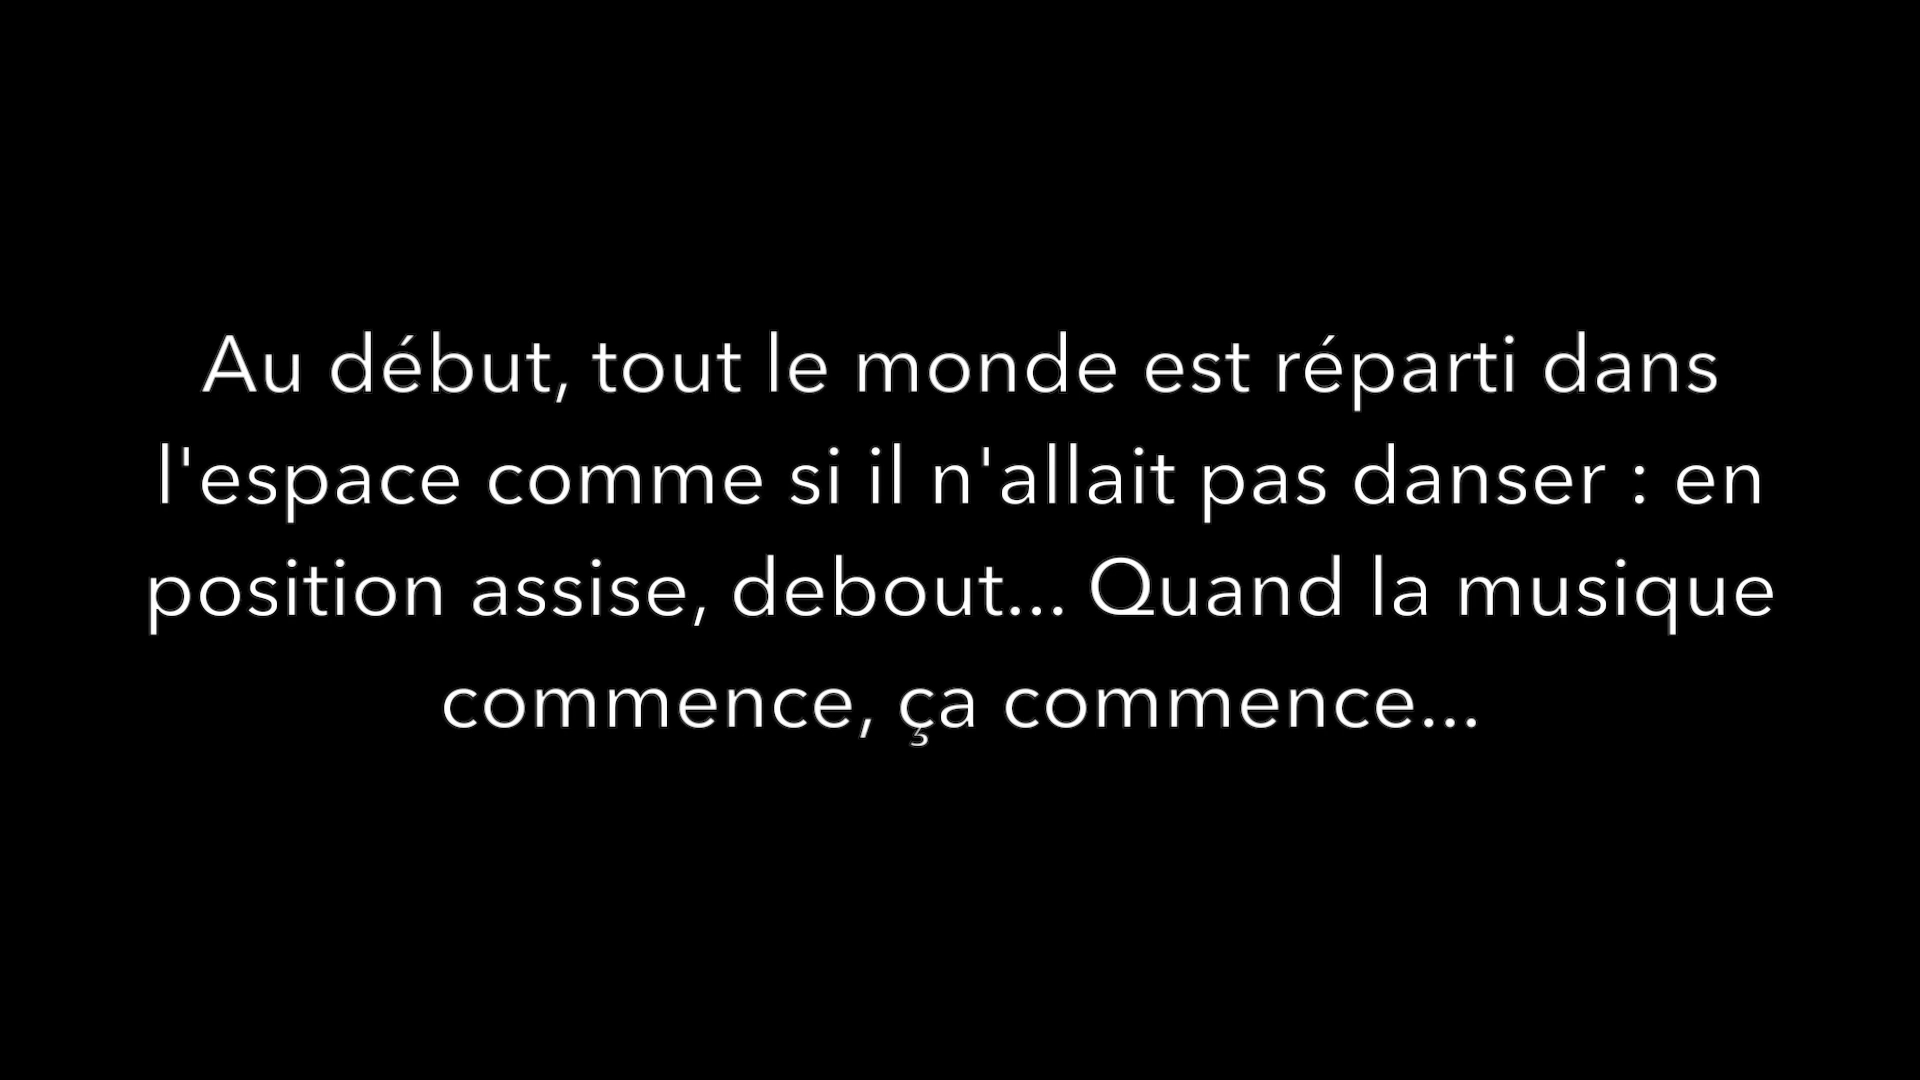 Au début, tout le monde est réparti dans
l'espace comme si il n'allait pas danser : en
position assise, debout... Quand la musique
commence, ça commence...